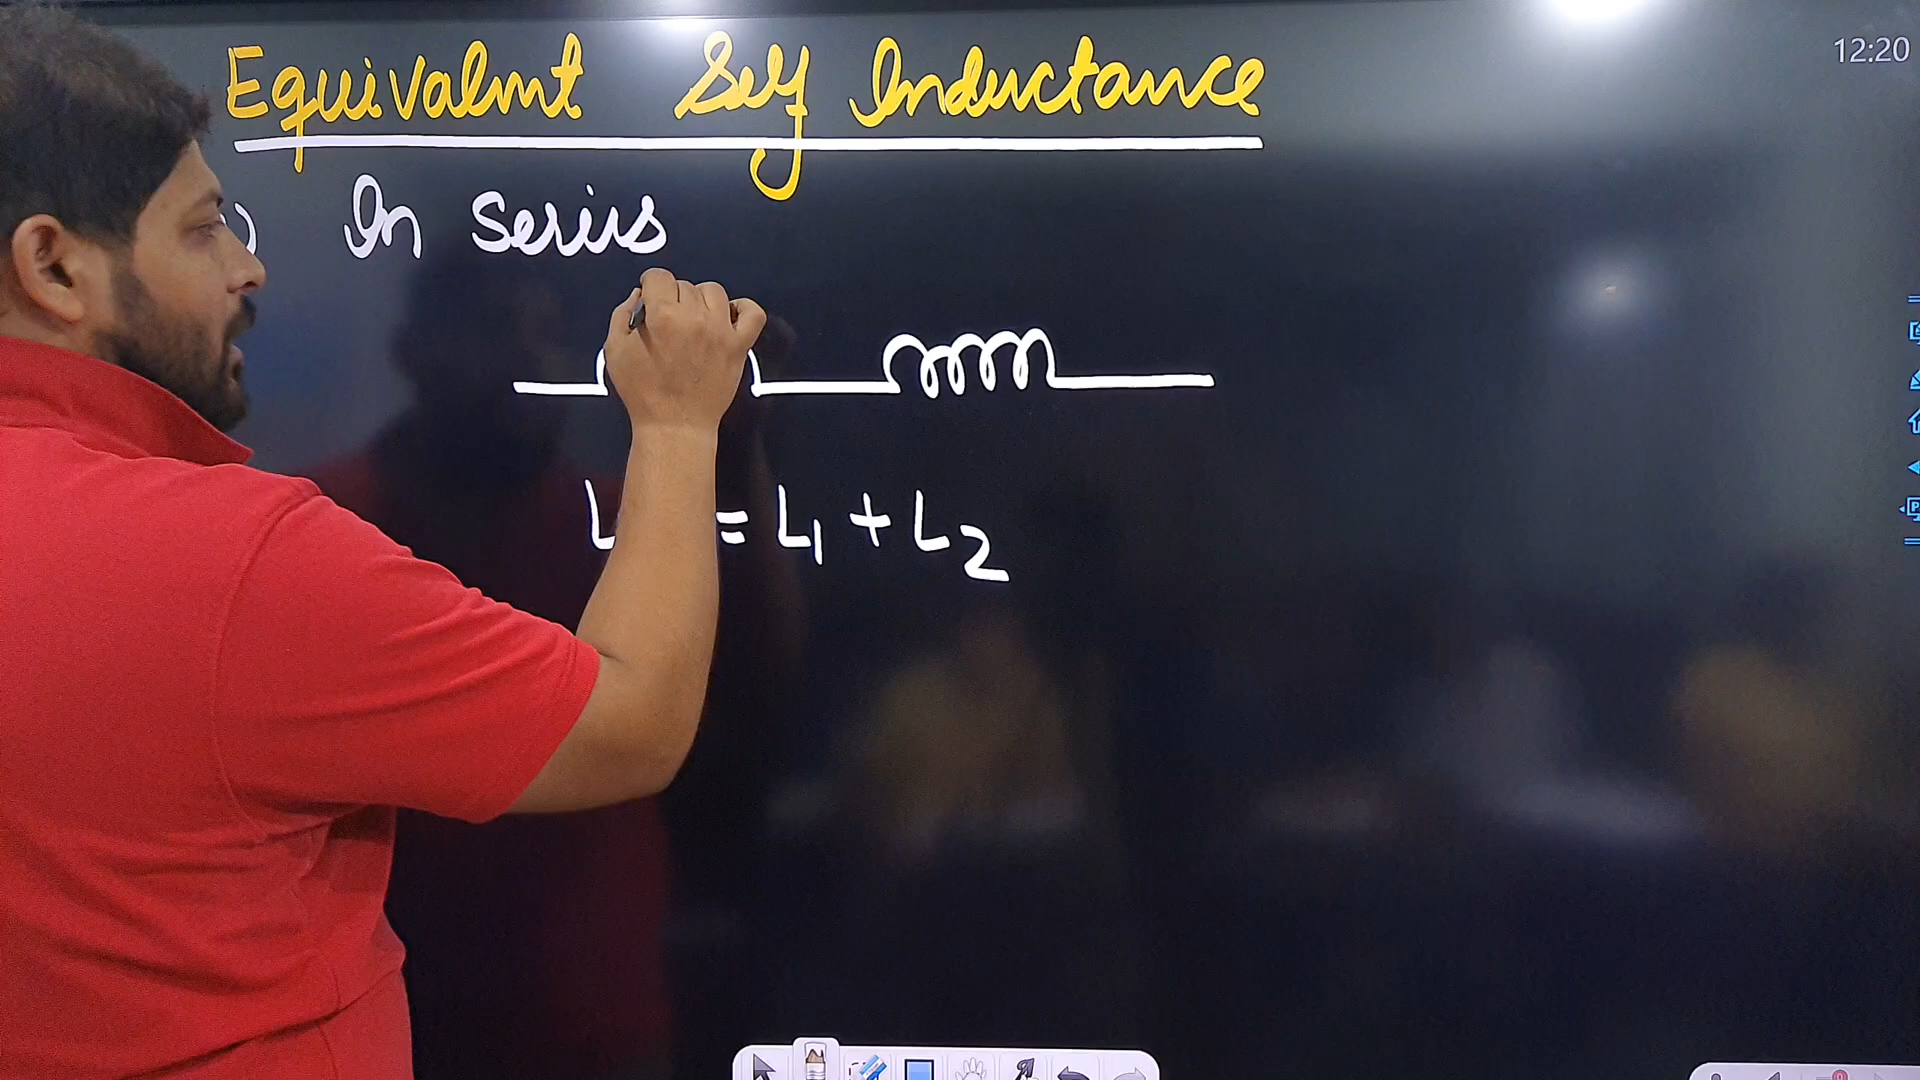 Equivalent Self Inductance
12:20
) In Series
L = L1 + L2